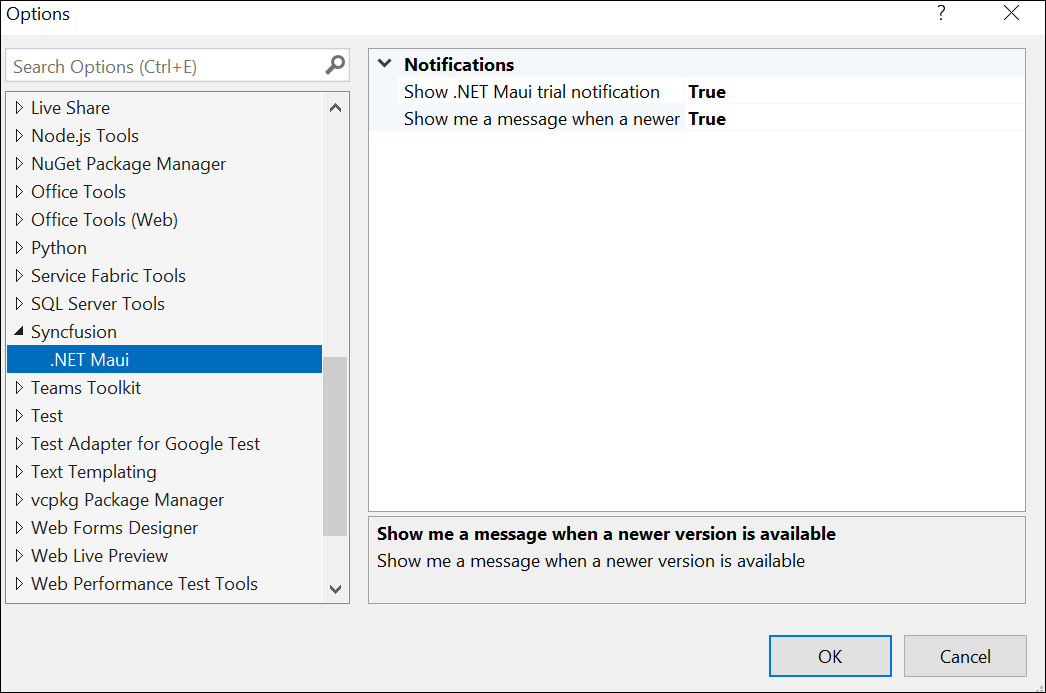 Options
?
Search Options (Ctrl+E)
Live Share
Node.js Tools
NuGet Package Manager
Office Tools
Office Tools (Web)
Python
Service Fabric Tools
SQL Server Tools
Syncfusion
.NET Maui
Teams Toolkit
Test
Test Adapter for Google Test
Text Templating
vcpkg Package Manager
Web Forms Designer
Web Live Preview
Web Performance Test Tools
Notifications
Show .NET Maui trial notification True
Show me a message when a newer True
Show me a message when a newer version is available
Show me a message when a newer version is available
OK Cancel